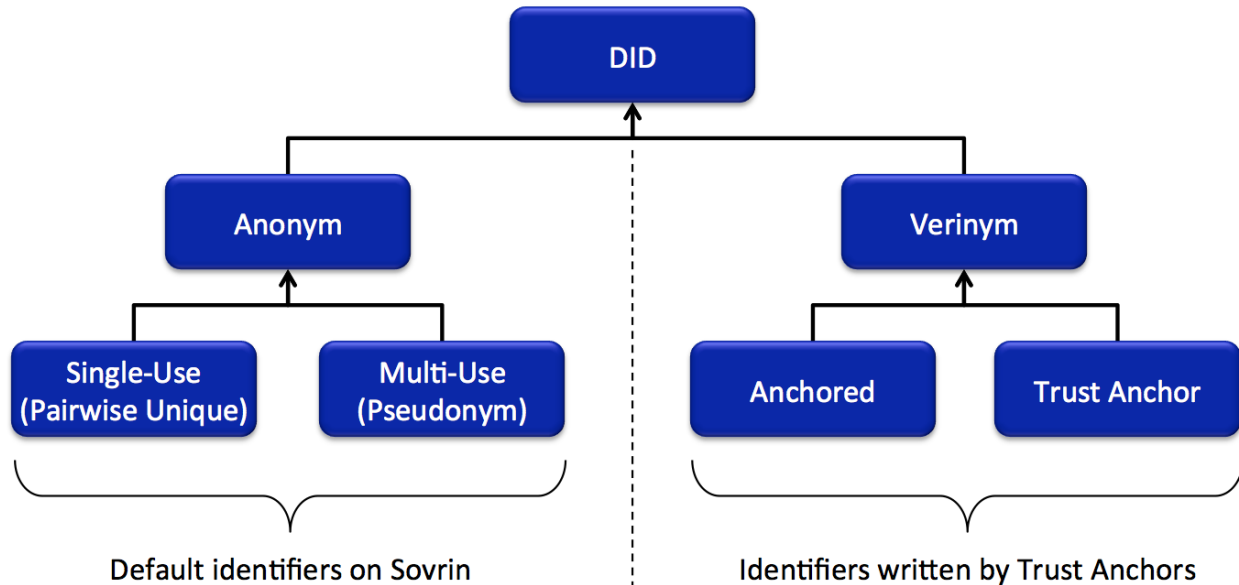 DID
Anonym
Verinym
Single-Use
(Pairwise Unique)
Multi-Use
(Pseudonym)
Anchored
Trust Anchor
Default identifiers on Sovrin
Identifiers written by Trust Anchors